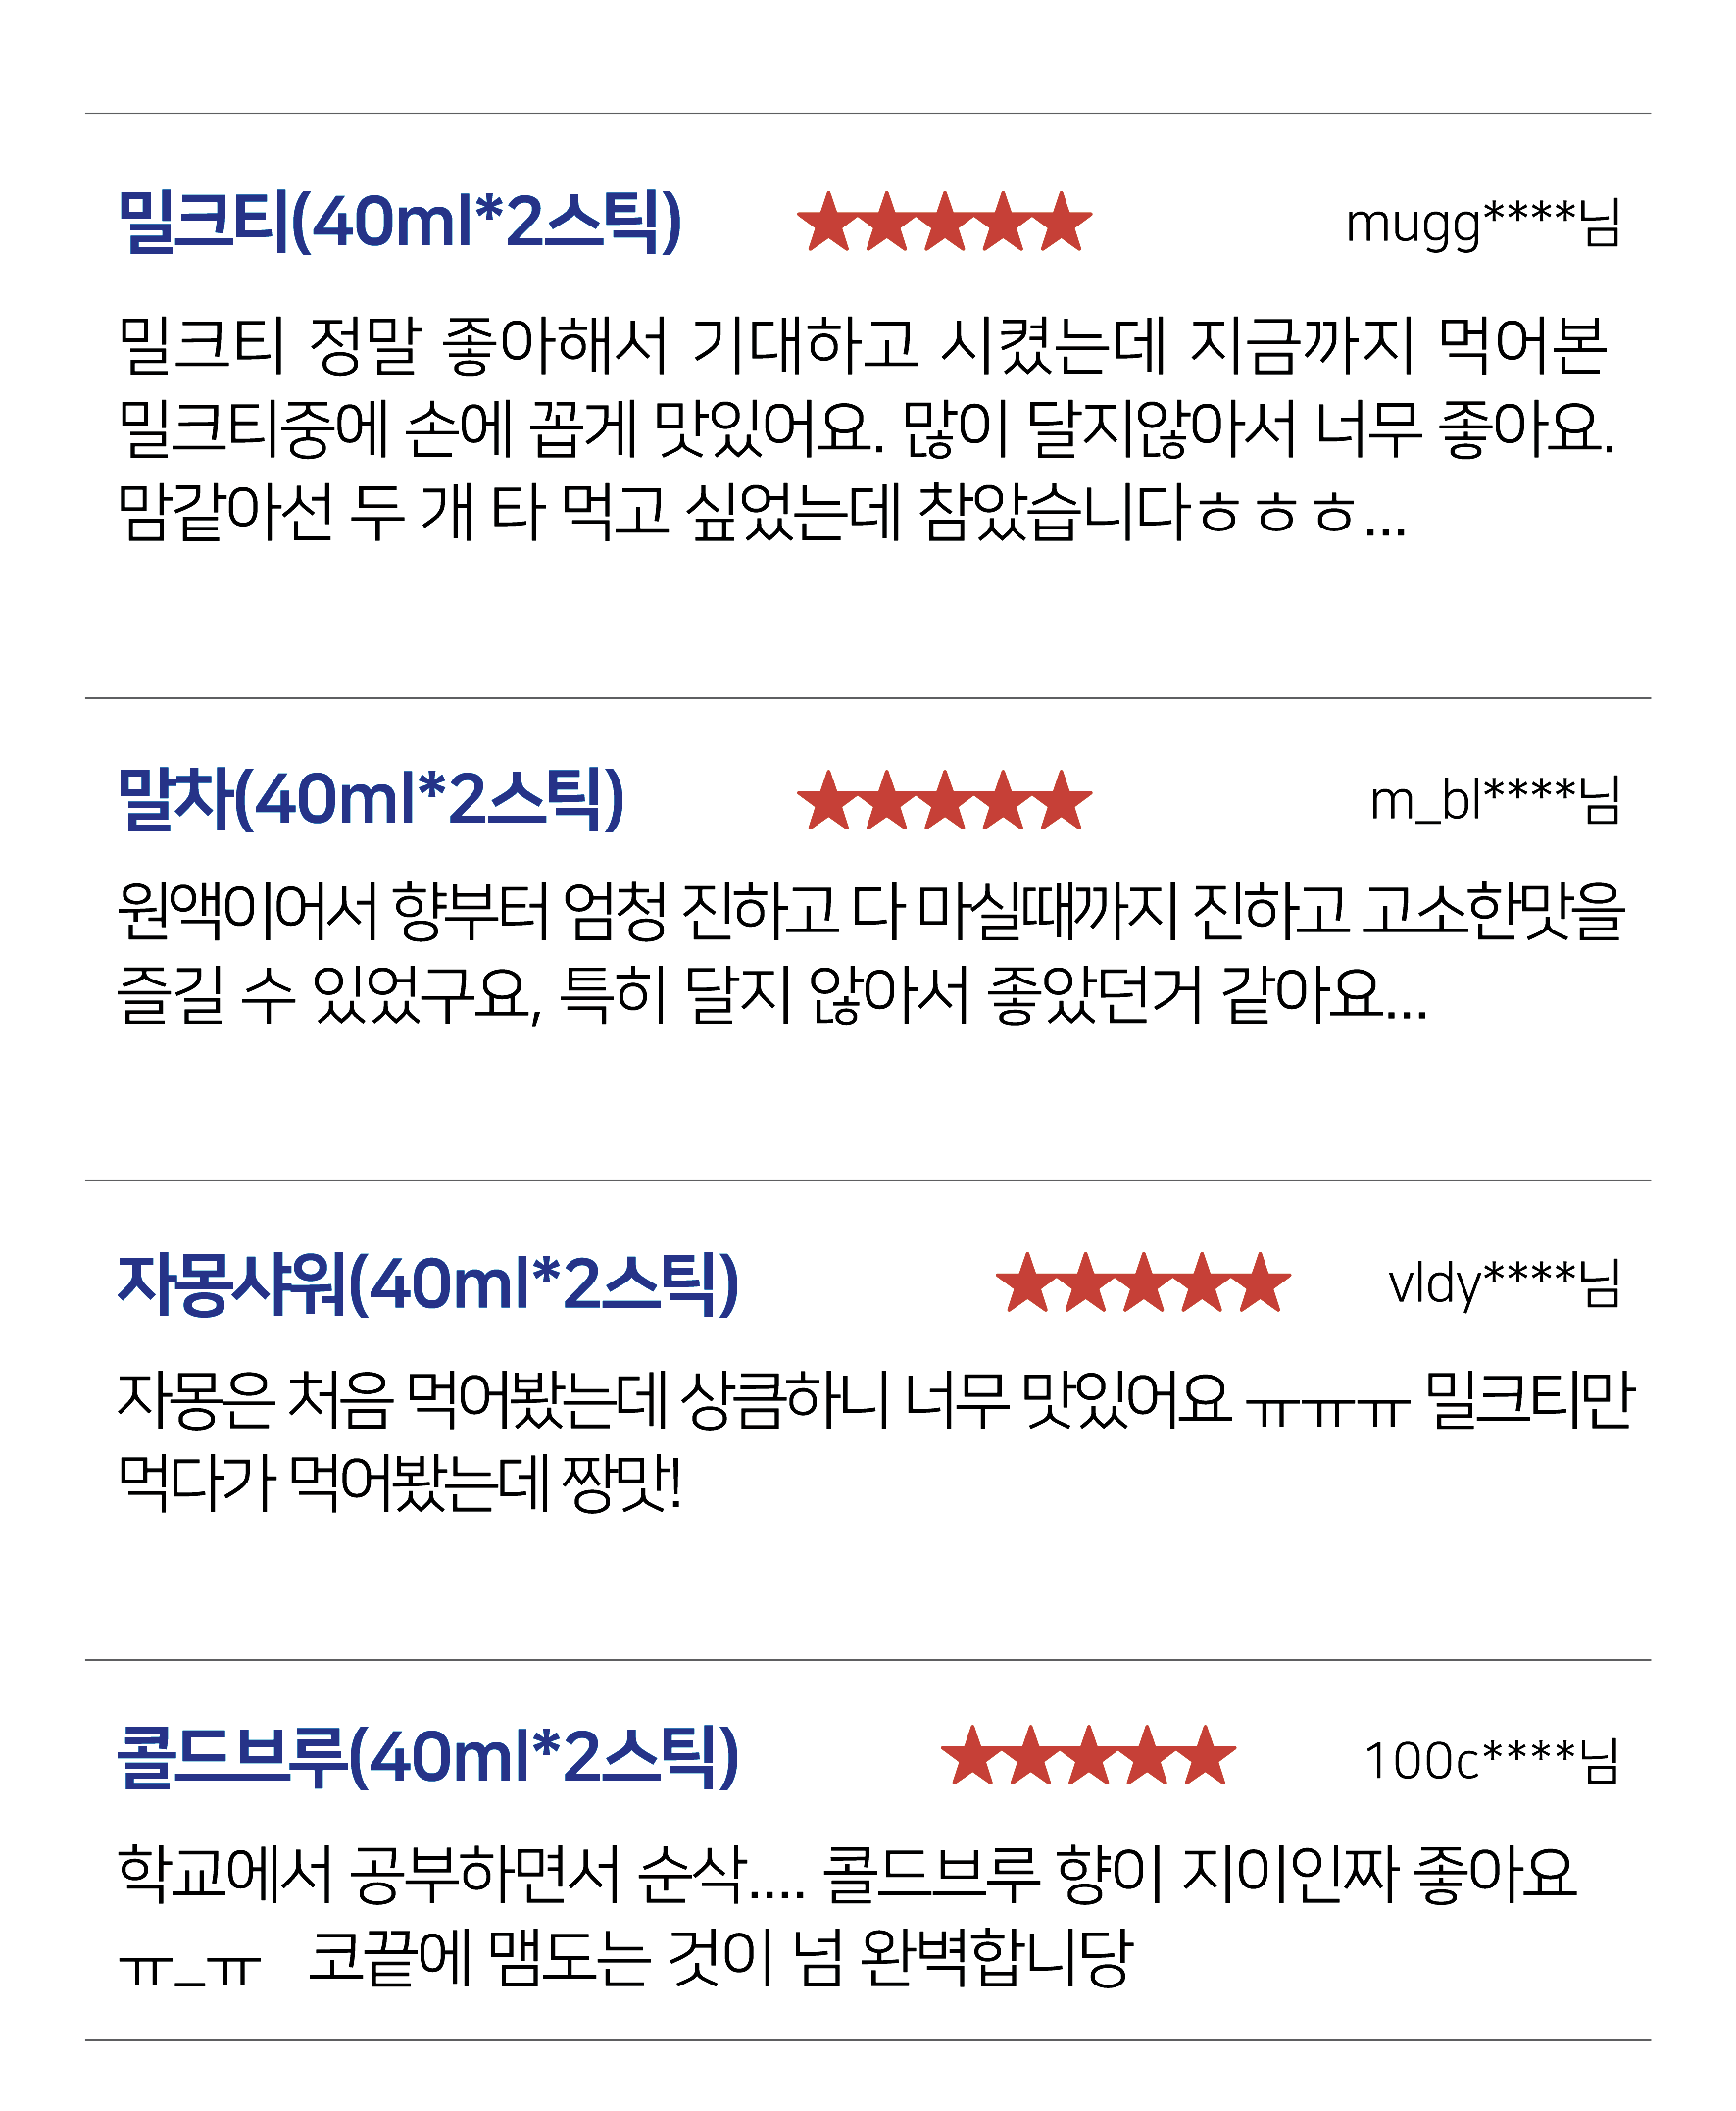 밀크티(40ml*2스틱) ★★★★★ mugg****님
밀크티 정말 좋아해서 기대하고 시켰는데 지금까지 먹어본
밀크티중에 손에 꼽게 맛있어요. 많이 달지않아서 너무 좋아요.
맘같아선 두 개 타 먹고 싶었는데 참았습니다ㅎㅎㅎ...
말차(40ml*2스틱) ★★★★★ m_bl****님
원액이어서 향부터 엄청 진하고 다 마실때까지 진하고 고소한맛을
즐길 수 있었구요, 특히 달지 않아서 좋았던거 같아요...
자몽샤워(40ml*2스틱) ★★★★★ vldy****님
자몽은 처음 먹어봤는데 상큼하니 너무 맛있어요 ㅠㅠㅠ 밀크티만
먹다가 먹어봤는데 짱맛!
콜드브루(40ml*2스틱) ★★★★★ 100c****님
학교에서 공부하면서 순삭.... 콜드브루 향이 지이인짜 좋아요
ㅠ_ㅠ 코끝에 맴도는 것이 넘 완벽합니당